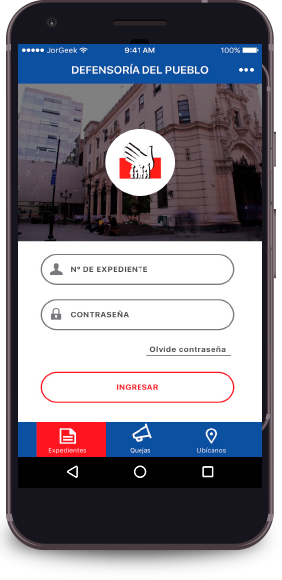 JorGeek 9:41 AM 100%
DEFENSORÍA DEL PUEBLO
Nº DE EXPEDIENTE
CONTRASEÑA
Olvide contraseña
INGRESAR
Expedientes Quejas Ubícanos